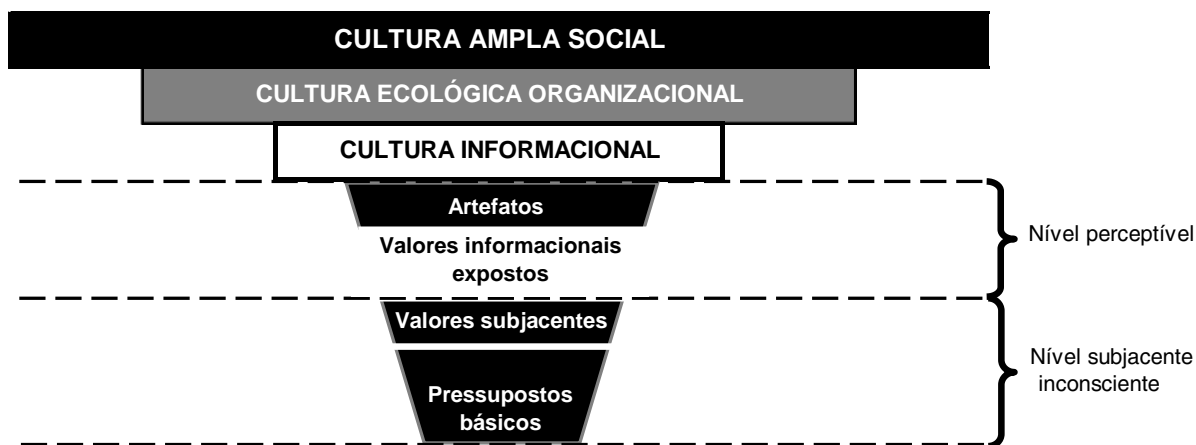 CULTURA AMPLA SOCIAL
CULTURA ECOLÓGICA ORGANIZACIONAL
CULTURA INFORMACIONAL
Artefatos
Valores informacionais
expostos
Nível perceptível
Valores subjacentes
Pressupostos
básicos
Nível subjacente
inconsciente